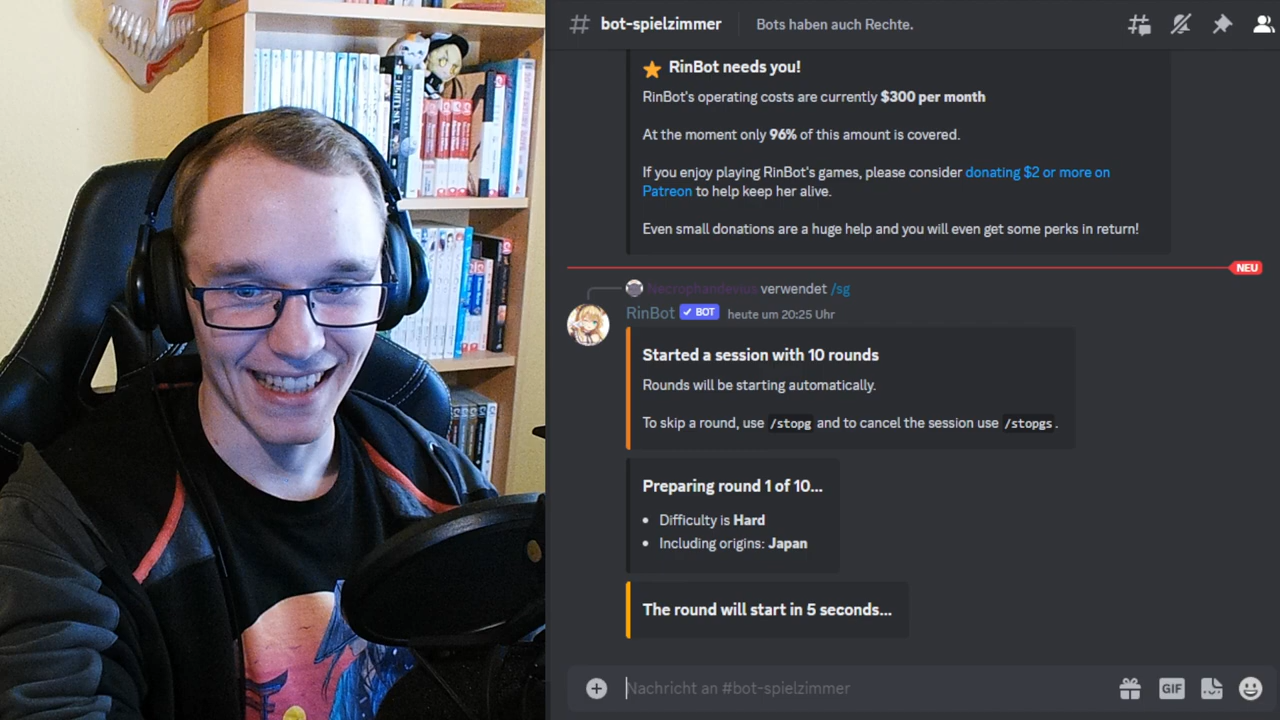 bot-spielzimmer
Bots haben auch Rechte.
RinBot needs you!
RinBot's operating costs are currently $300 per month
At the moment only 96% of this amount is covered.
If you enjoy playing RinBot's games, please consider donating $2 or more on
Patreon to help keep her alive.
Even small donations are a huge help and you will even get some perks in return!
NEU
Necrophandevius verwendet /sg
RinBot BOT heute um 20:25 Uhr
Started a session with 10 rounds
Rounds will be starting automatically.
To skip a round, use /stopg and to cancel the session use /stopgs.
Preparing round 1 of 10...
Difficulty is Hard
Including origins: Japan
The round will start in 5 seconds...
Nachricht an #bot-spielzimmer
GIF